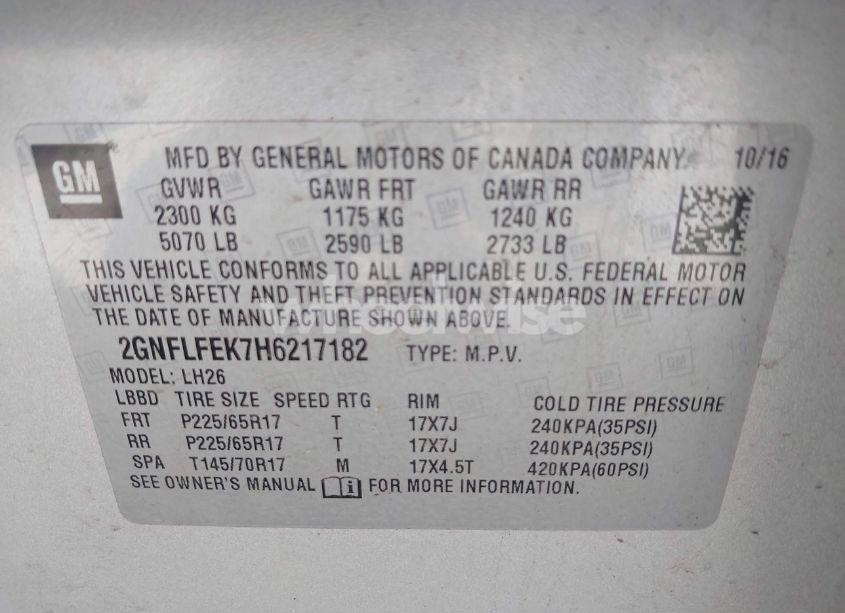 GM MFD BY GENERAL MOTORS OF CANADA COMPANY 10/16
GVWR GAWR FRT GAWR RR
2300 KG 1175 KG 1240 KG
5070 LB 2590 LB 2733 LB
THIS VEHICLE CONFORMS TO ALL APPLICABLE U.S. FEDERAL MOTOR
VEHICLE SAFETY AND THEFT PREVENTION STANDARDS IN EFFECT ON
THE DATE OF MANUFACTURE SHOWN ABOVE.
2GNFLFEK7H6217182 TYPE: M.P.V.
MODEL: LH26
LBBD TIRE SIZE SPEED RTG RIM COLD TIRE PRESSURE
FRT P225/65R17 T 17X7J 240KPA(35PSI)
RR P225/65R17 T 17X7J 240KPA(35PSI)
SPA T145/70R17 M 17X4.5T 420KPA(60PSI)
SEE OWNER'S MANUAL FOR MORE INFORMATION.